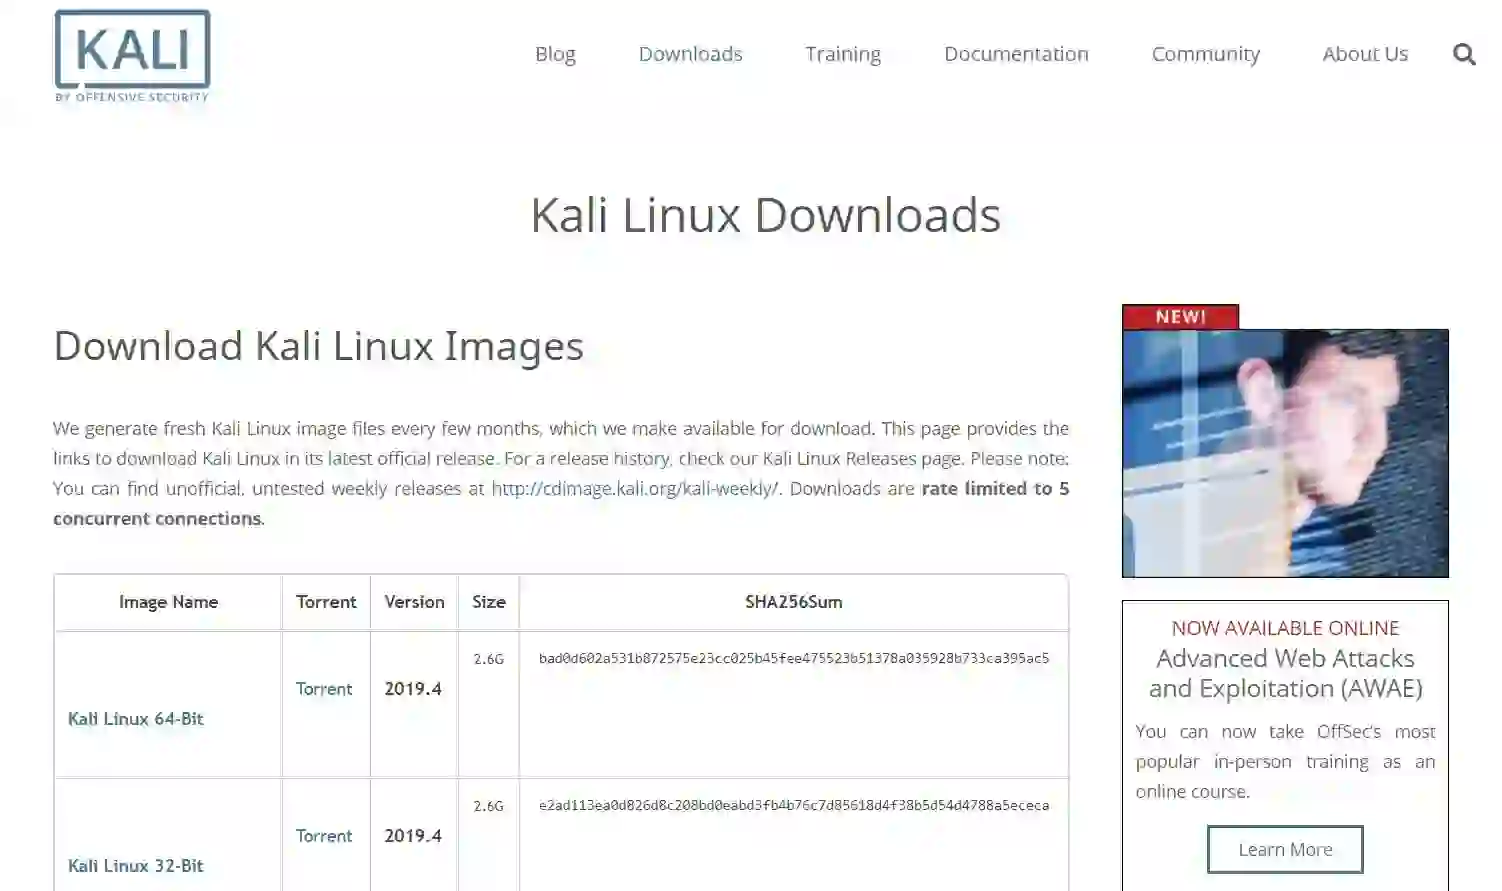 KALI
BY OFFENSIVE SECURITY
Blog Downloads Training Documentation Community About Us
Kali Linux Downloads
Download Kali Linux Images
We generate fresh Kali Linux image files every few months, which we make available for download. This page provides the
links to download Kali Linux in its latest official release. For a release history, check our Kali Linux Releases page. Please note:
You can find unofficial, untested weekly releases at http://cdimage.kali.org/kali-weekly/. Downloads are rate limited to 5
concurrent connections.
Image Name Torrent Version Size SHA256Sum
Kali Linux 64-Bit Torrent 2019.4 2.6G bad0d602a531b872575e23cc025b45fee475523b51378a035928b733ca395ac5
Kali Linux 32-Bit Torrent 2019.4 2.6G e2ad113ea0d826d8c208bd0eabd3fb4b76c7d85618d4f38b5d54d4788a5ececa
NEW!
NOW AVAILABLE ONLINE
Advanced Web Attacks
and Exploitation (AWAE)
You can now take OffSec's most
popular in-person training as an
online course.
Learn More